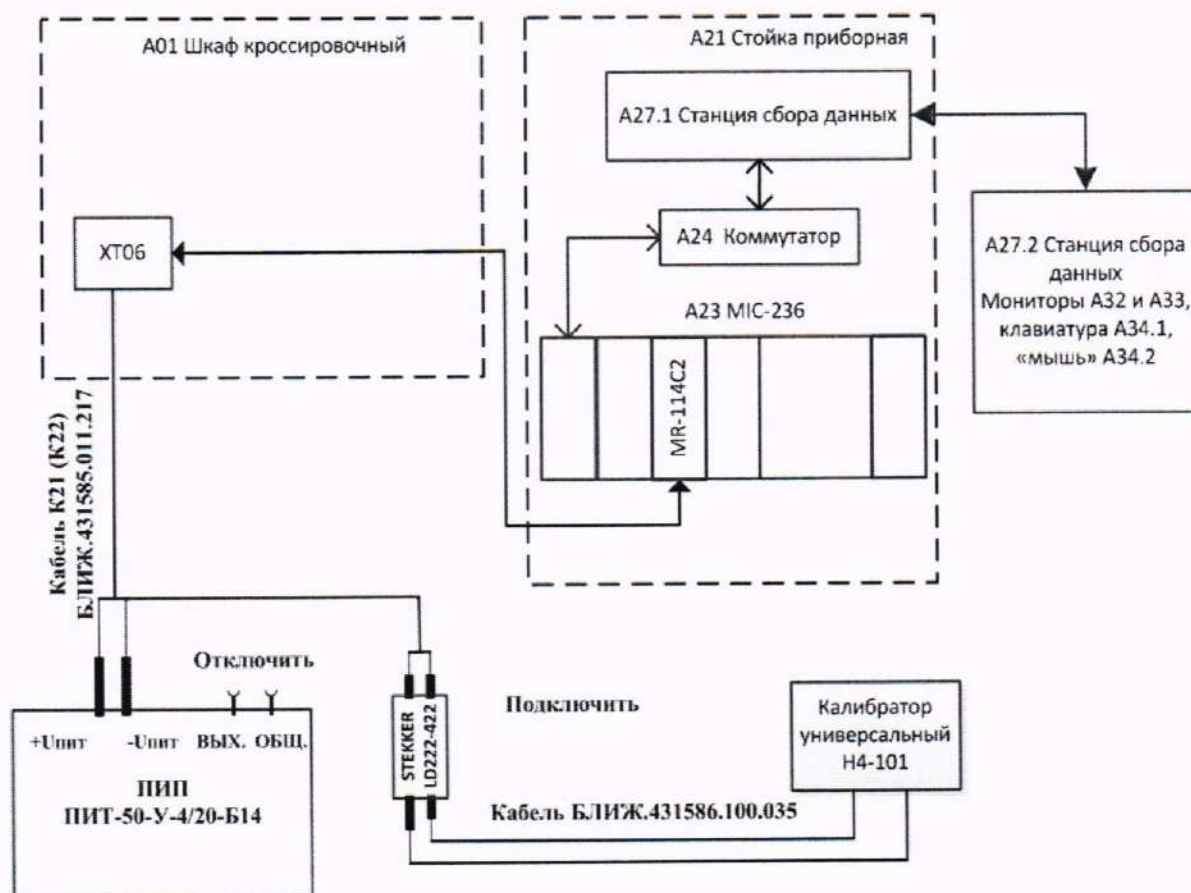 А01 Шкаф кроссировочный
А21 Стойка приборная
А27.1 Станция сбора данных
ХТ06
А24 Коммутатор
А27.2 Станция сбора
данных
Мониторы А32 и А33,
клавиатура А34.1,
«мышь» А34.2
А23 MIC-236
MR-114C2
Кабель К21 (К22)
БЛИЖ.431585.011.217
Отключить
+Uпит
-Uпит
ВЫХ.
ОБЩ.
ПИП
ПИТ-50-У-4/20-Б14
STEKKER
LD222-422
Подключить
Калибратор
универсальный
Н4-101
Кабель БЛИЖ.431586.100.035